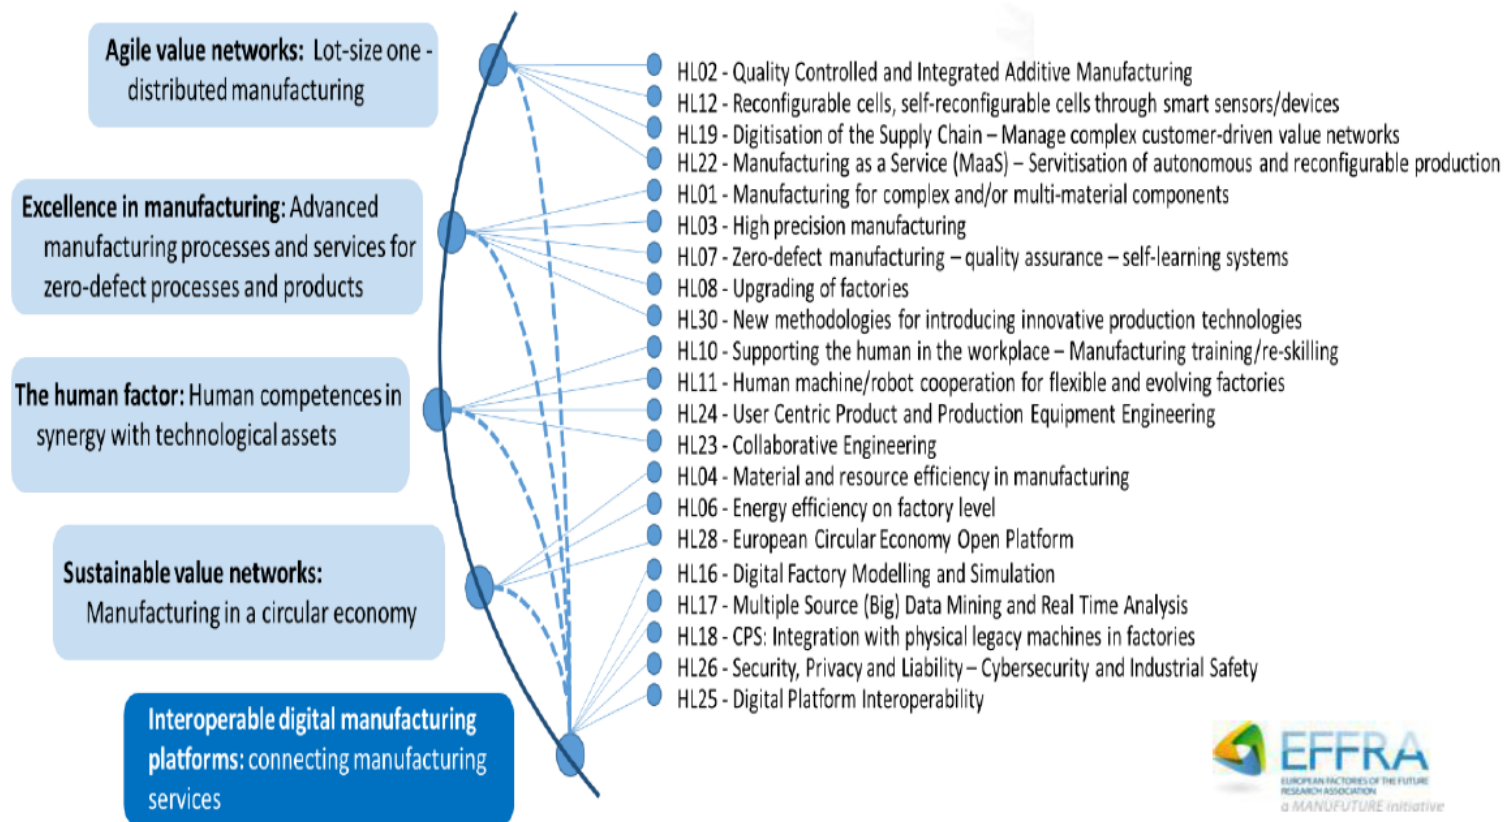 Agile value networks: Lot-size one -
distributed manufacturing
Excellence in manufacturing: Advanced
manufacturing processes and services for
zero-defect processes and products
The human factor: Human competences in
synergy with technological assets
Sustainable value networks:
Manufacturing in a circular economy
Interoperable digital manufacturing
platforms: connecting manufacturing
services
HL02 - Quality Controlled and Integrated Additive Manufacturing
HL12 - Reconfigurable cells, self-reconfigurable cells through smart sensors/devices
HL19 - Digitisation of the Supply Chain – Manage complex customer-driven value networks
HL22 - Manufacturing as a Service (MaaS) – Servitisation of autonomous and reconfigurable production
HL01 - Manufacturing for complex and/or multi-material components
HL03 - High precision manufacturing
HL07 - Zero-defect manufacturing – quality assurance – self-learning systems
HL08 - Upgrading of factories
HL30 - New methodologies for introducing innovative production technologies
HL10 - Supporting the human in the workplace – Manufacturing training/re-skilling
HL11 - Human machine/robot cooperation for flexible and evolving factories
HL24 - User Centric Product and Production Equipment Engineering
HL23 - Collaborative Engineering
HL04 - Material and resource efficiency in manufacturing
HL06 - Energy efficiency on factory level
HL28 - European Circular Economy Open Platform
HL16 - Digital Factory Modelling and Simulation
HL17 - Multiple Source (Big) Data Mining and Real Time Analysis
HL18 - CPS: Integration with physical legacy machines in factories
HL26 - Security, Privacy and Liability – Cybersecurity and Industrial Safety
HL25 - Digital Platform Interoperability
EFFRA
EUROPEAN FACTORIES OF THE FUTURE
RESEARCH ASSOCIATION
a MANUFUTURE initiative